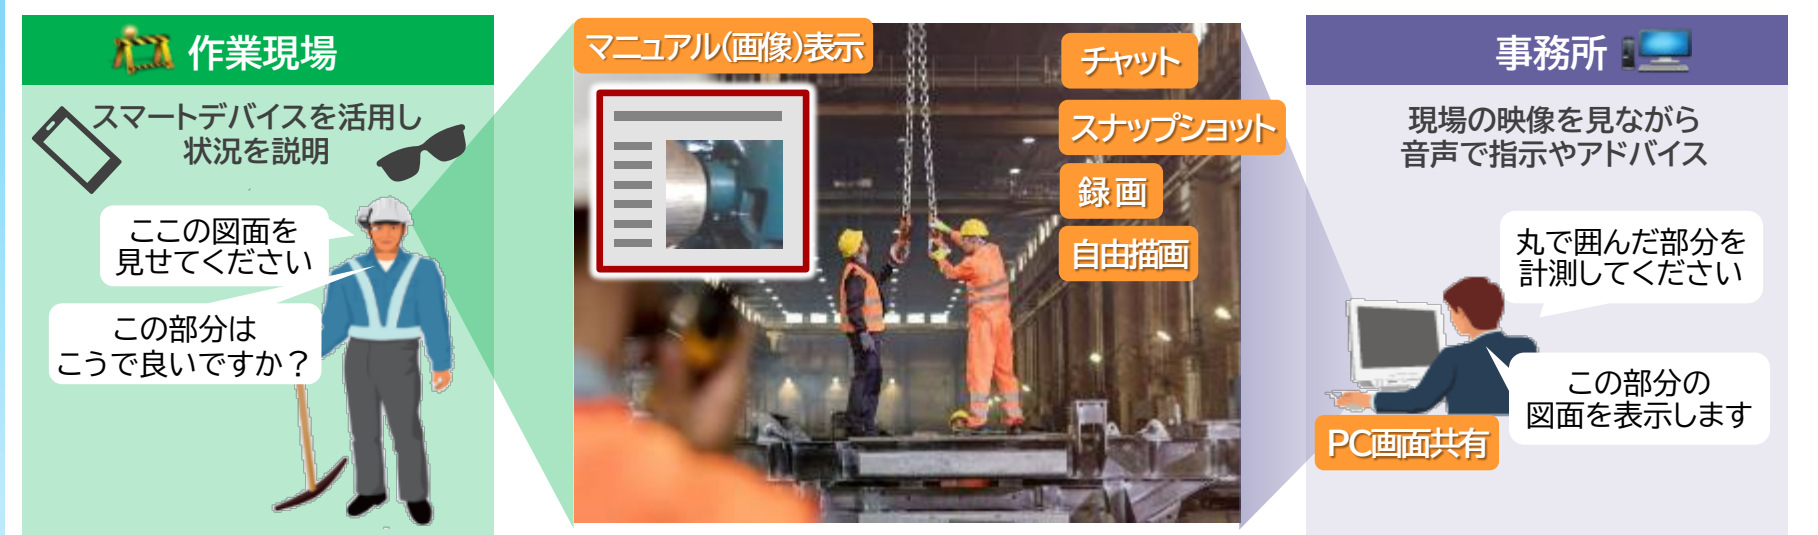 作業現場
スマートデバイスを活用し
状況を説明
ここの図面を
見せてください
この部分は
こうで良いですか？
マニュアル(画像)表示
チャット
スナップショット
録画
自由描画
事務所
現場の映像を見ながら
音声で指示やアドバイス
丸で囲んだ部分を
計測してください
この部分の
図面を表示します
PC画面共有